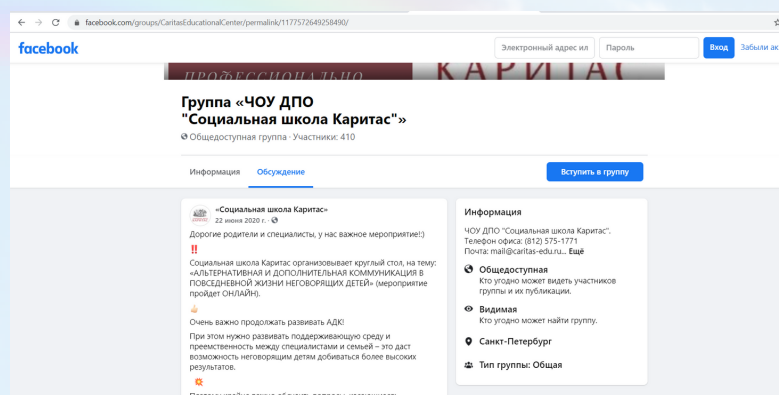 facebook.com/groups/CaritasEducationalCenter/permalink/1177572649258490/
facebook
Электронный адрес ил
Пароль
Вход
Забыли ак
ПРОФЕССИОНАЛЬНО
КАРИТАС
Группа «ЧОУ ДПО
"Социальная школа Каритас"»
Общедоступная группа · Участники: 410
Информация
Обсуждение
Вступить в группу
«Социальная школа Каритас»
22 июня 2020 г. ·
Дорогие родители и специалисты, у нас важное мероприятие!:)
‼
Социальная школа Каритас организовывает круглый стол, на тему:
«АЛЬТЕРНАТИВНАЯ И ДОПОЛНИТЕЛЬНАЯ КОММУНИКАЦИЯ В
ПОВСЕДНЕВНОЙ ЖИЗНИ НЕГОВОРЯЩИХ ДЕТЕЙ» (мероприятие
пройдет ОНЛАЙН).
Очень важно продолжать развивать АДК!
При этом нужно развивать поддерживающую среду и
преемственность между специалистами и семьей – это даст
возможность неговорящим детям добиваться более высоких
результатов.
Информация
ЧОУ ДПО "Социальная школа Каритас".
Телефон офиса: (812) 575-1771
Почта: mail@caritas-edu.ru... Ещё
Общедоступная
Кто угодно может видеть участников
группы и их публикации.
Видимая
Кто угодно может найти группу.
Санкт-Петербург
Тип группы: Общая